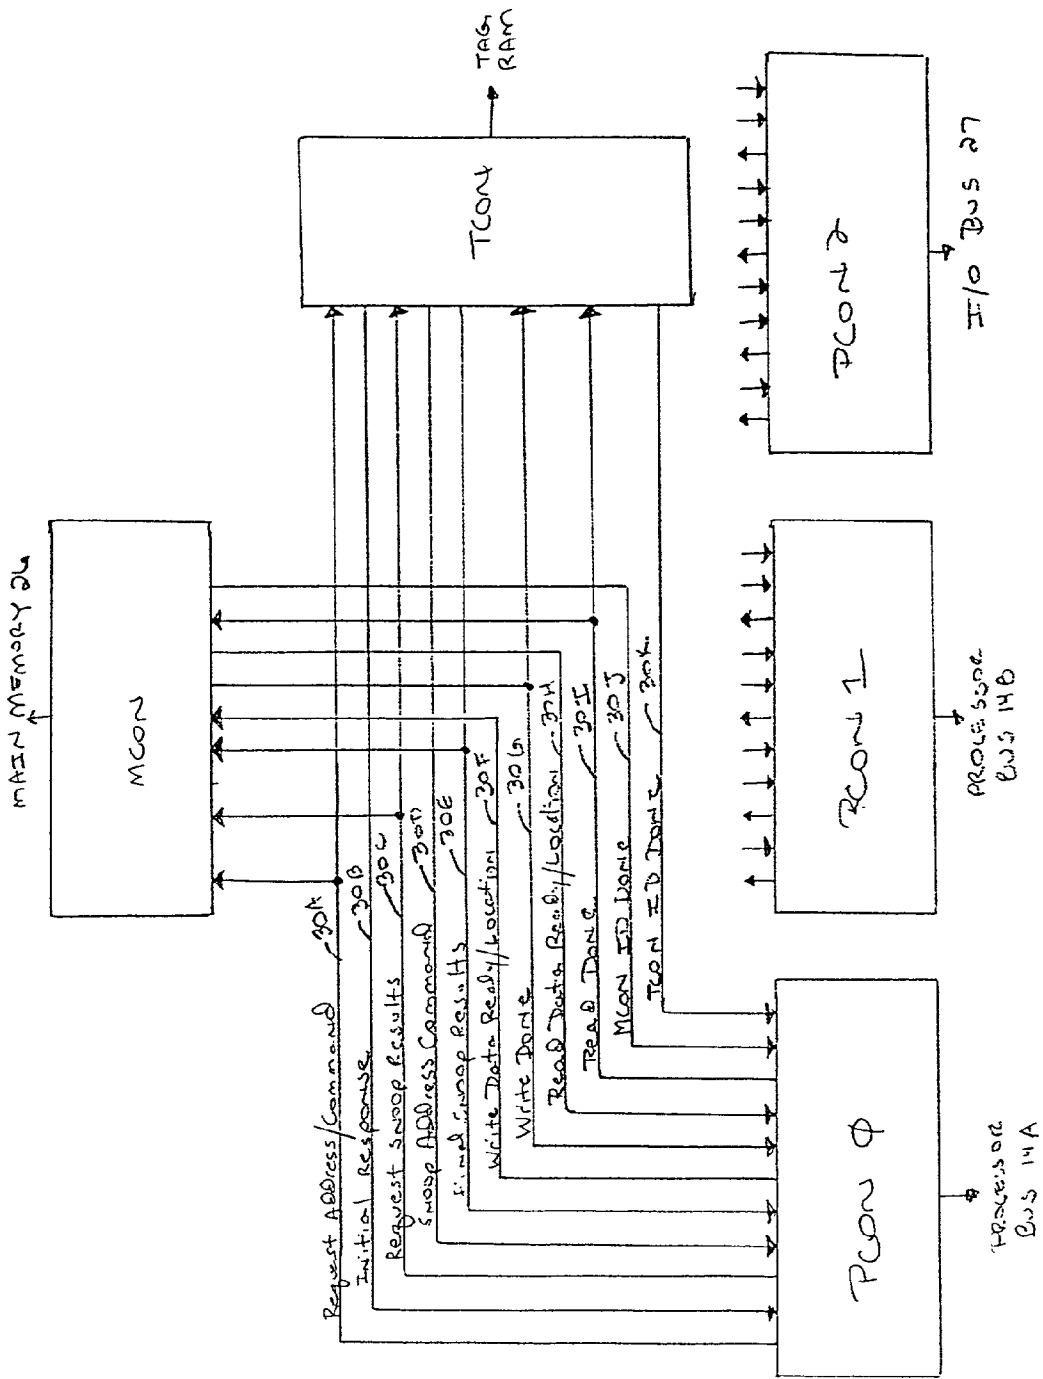 MAIN MEMORY 26
MCON
TAG
RAM
TCON
Request Address/Command
30A
Initial Response
30B
Request Snoop Results
30C
Snoop Address Command
30D
Final Snoop Results
30E
Write Data Ready/Location
30F
Write Done
30G
Read Data Ready/Location
30H
Read Done
30I
MCON ID Done
30J
TCON ID Done
30K
PCON 0
PROCESSOR
BUS 14A
PCON 1
PROCESSOR
BUS 14B
PCON 2
I/O BUS 27